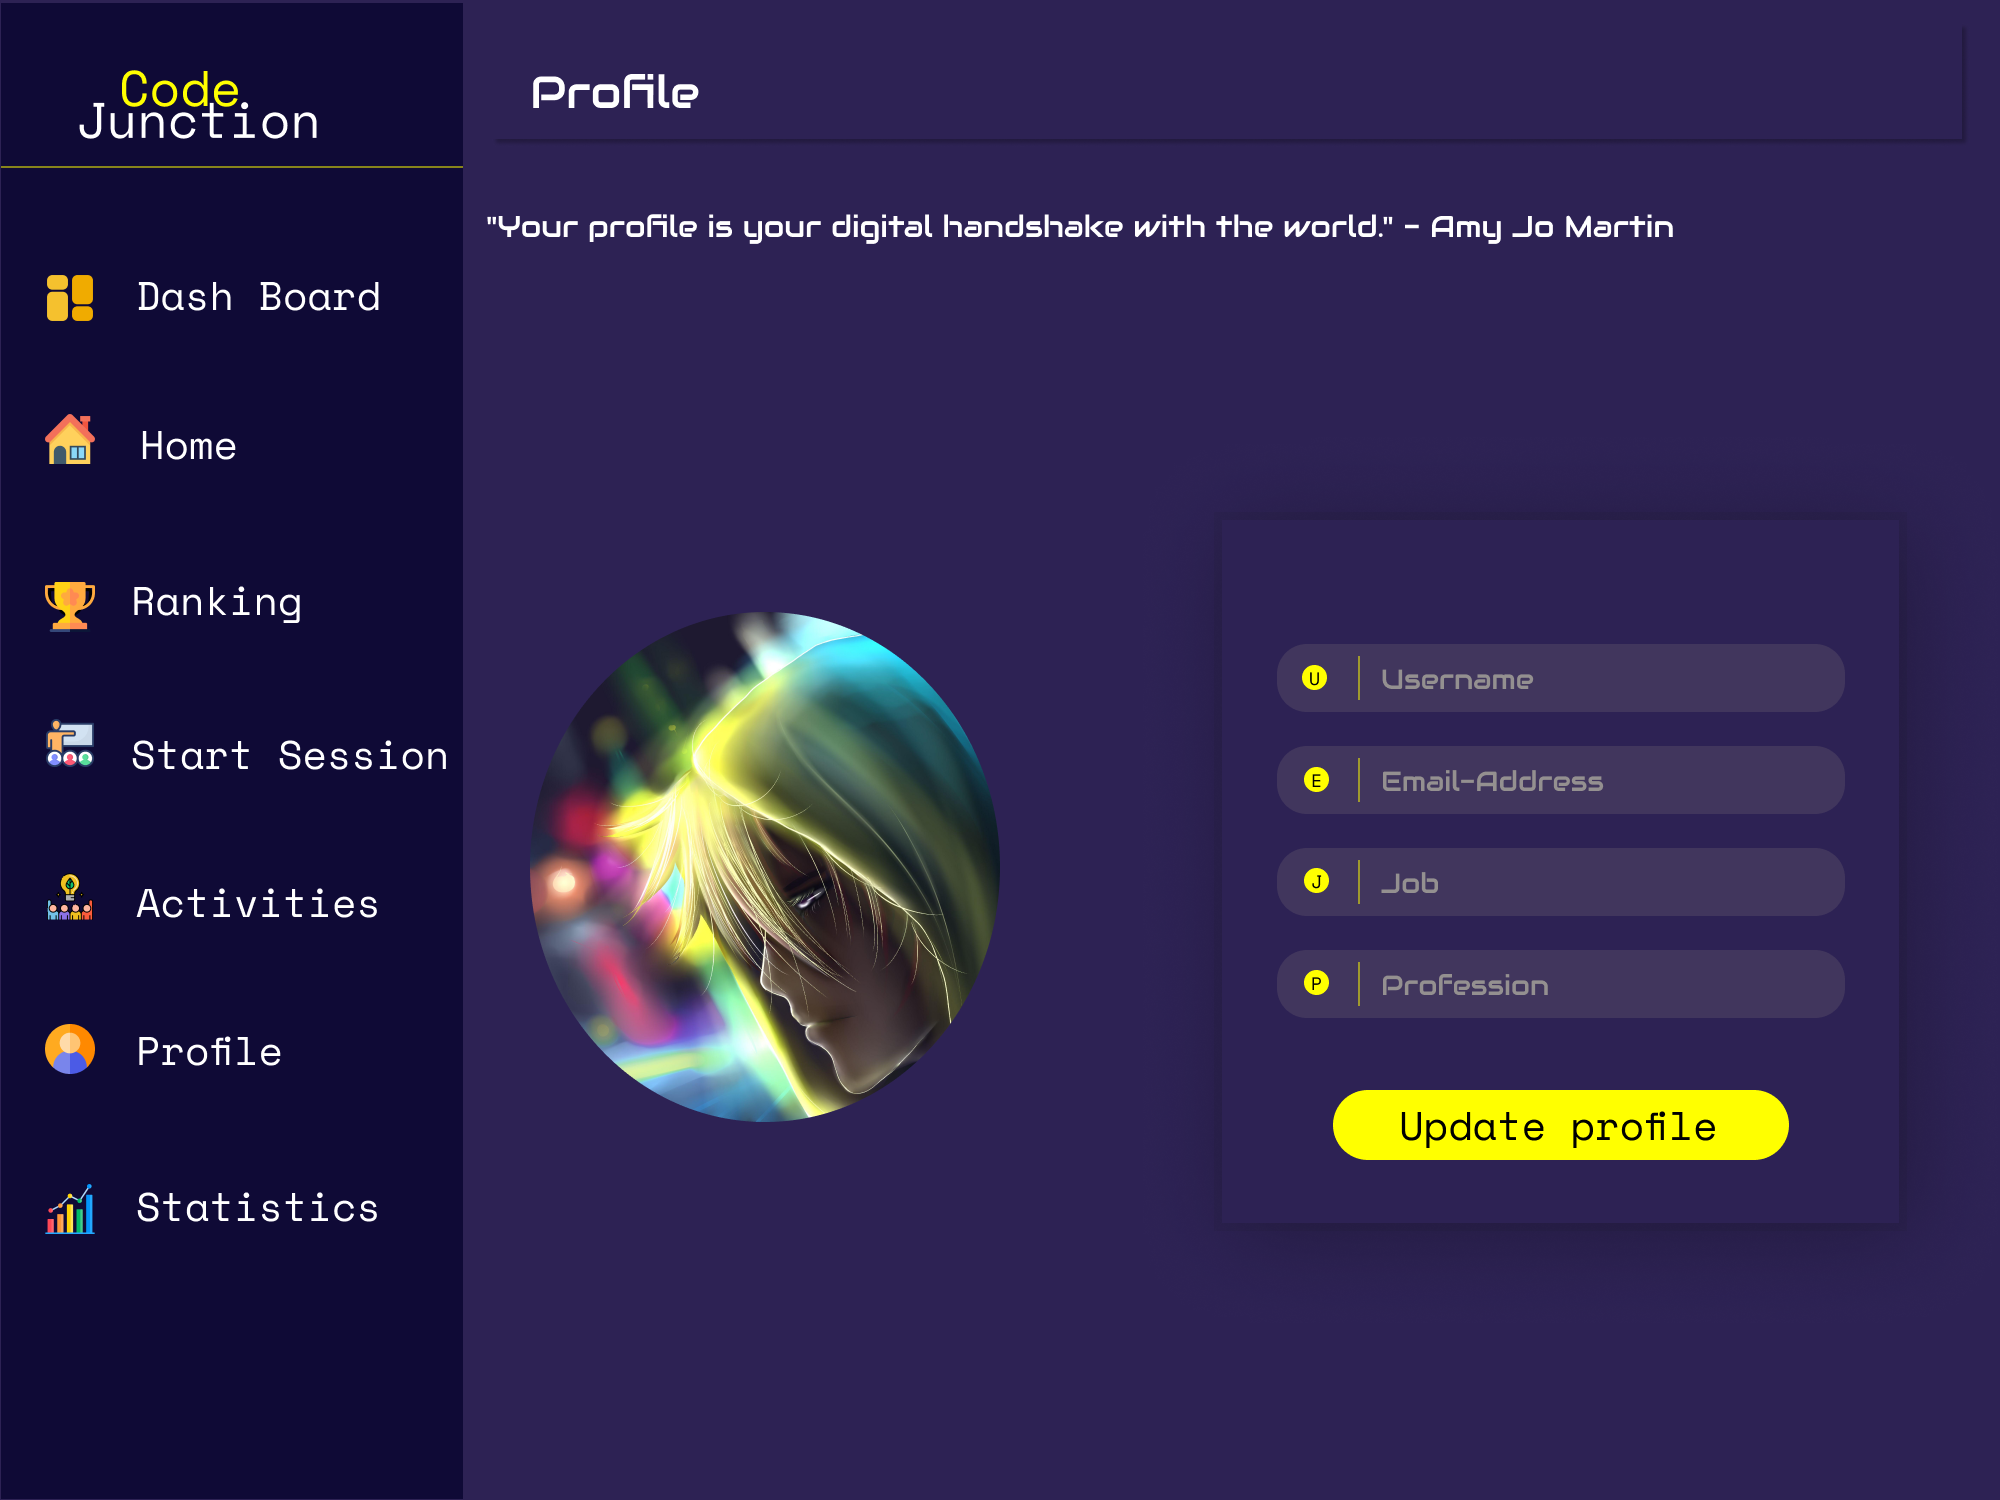 Code
Junction
Profile
"Your profile is your digital handshake with the world." - Amy Jo Martin
Dash Board
Home
Ranking
Start Session
Activities
Profile
Statistics
U Username
E Email-Address
J Job
P Profession
Update profile